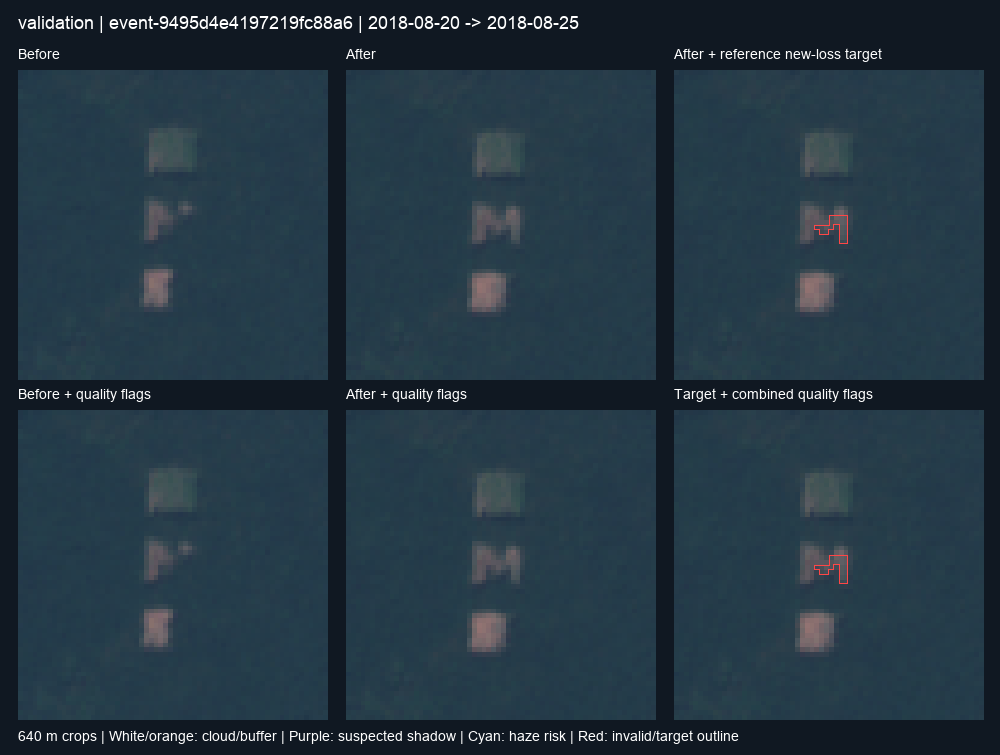 validation | event-9495d4e4197219fc88a6 | 2018-08-20 -> 2018-08-25
Before
After
After + reference new-loss target
Before + quality flags
After + quality flags
Target + combined quality flags
640 m crops | White/orange: cloud/buffer | Purple: suspected shadow | Cyan: haze risk | Red: invalid/target outline